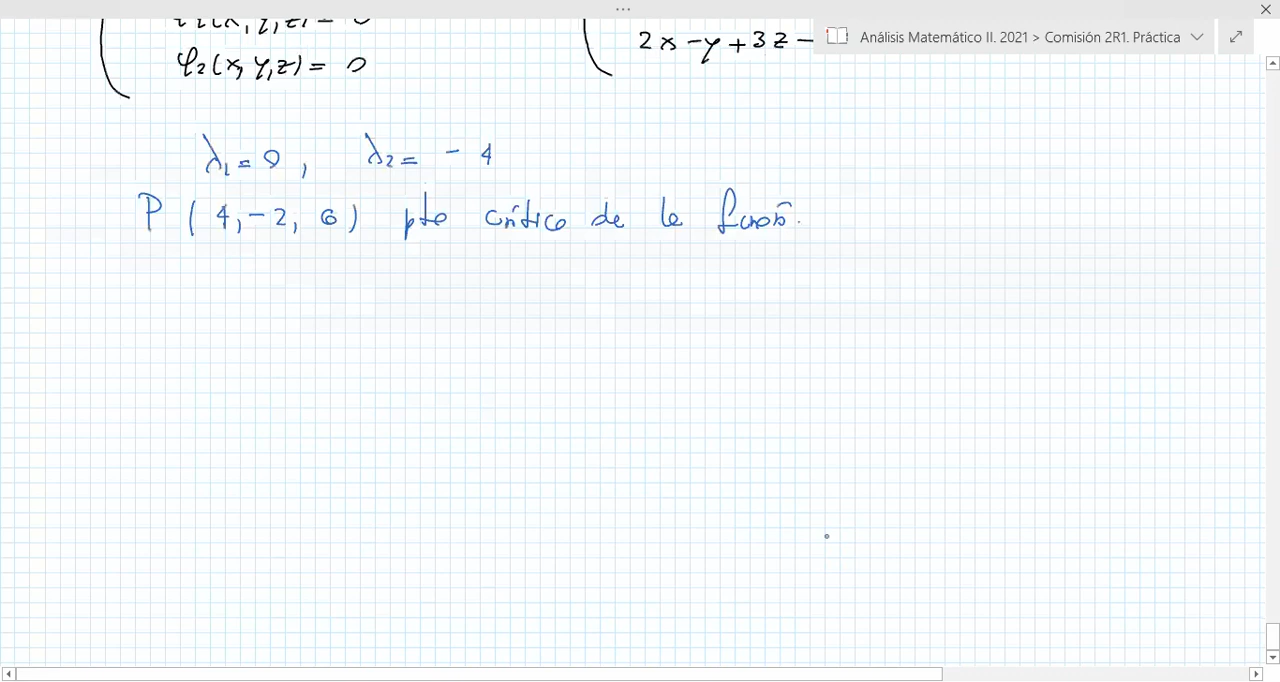 2x - y + 3z -
Análisis Matemático II. 2021 > Comisión 2R1. Práctica
φ₂(x, y, z) = 0
λ₁ = 0, λ₂ = - 4
P (4, -2, 6) pto crítico de la función.